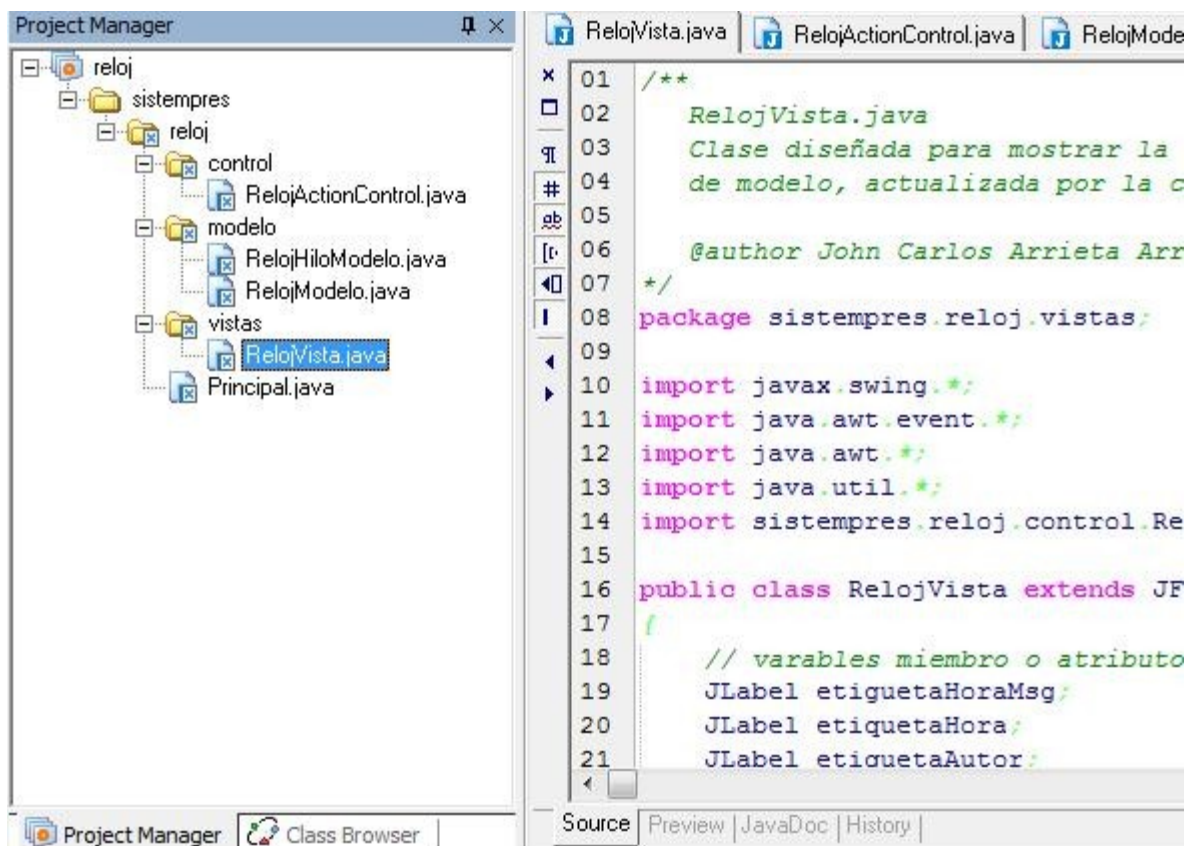 Project Manager
reloj
sistempres
reloj
control
RelojActionControl.java
modelo
RelojHiloModelo.java
RelojModelo.java
vistas
RelojVista.java
Principal.java
Project Manager
Class Browser
RelojVista.java
RelojActionControl.java
RelojMode
01 /**
02 RelojVista.java
03 Clase diseñada para mostrar la
04 de modelo, actualizada por la c
05
06 @author John Carlos Arrieta Arr
07 */
08 package sistempres.reloj.vistas;
09
10 import javax.swing.*;
11 import java.awt.event.*;
12 import java.awt.*;
13 import java.util.*;
14 import sistempres.reloj.control.Re
15
16 public class RelojVista extends JF
17 {
18 // varables miembro o atributo
19 JLabel etiguetaHoraMsg;
20 JLabel etiquetaHora;
21 JLabel etiquetaAutor;
Source Preview JavaDoc History